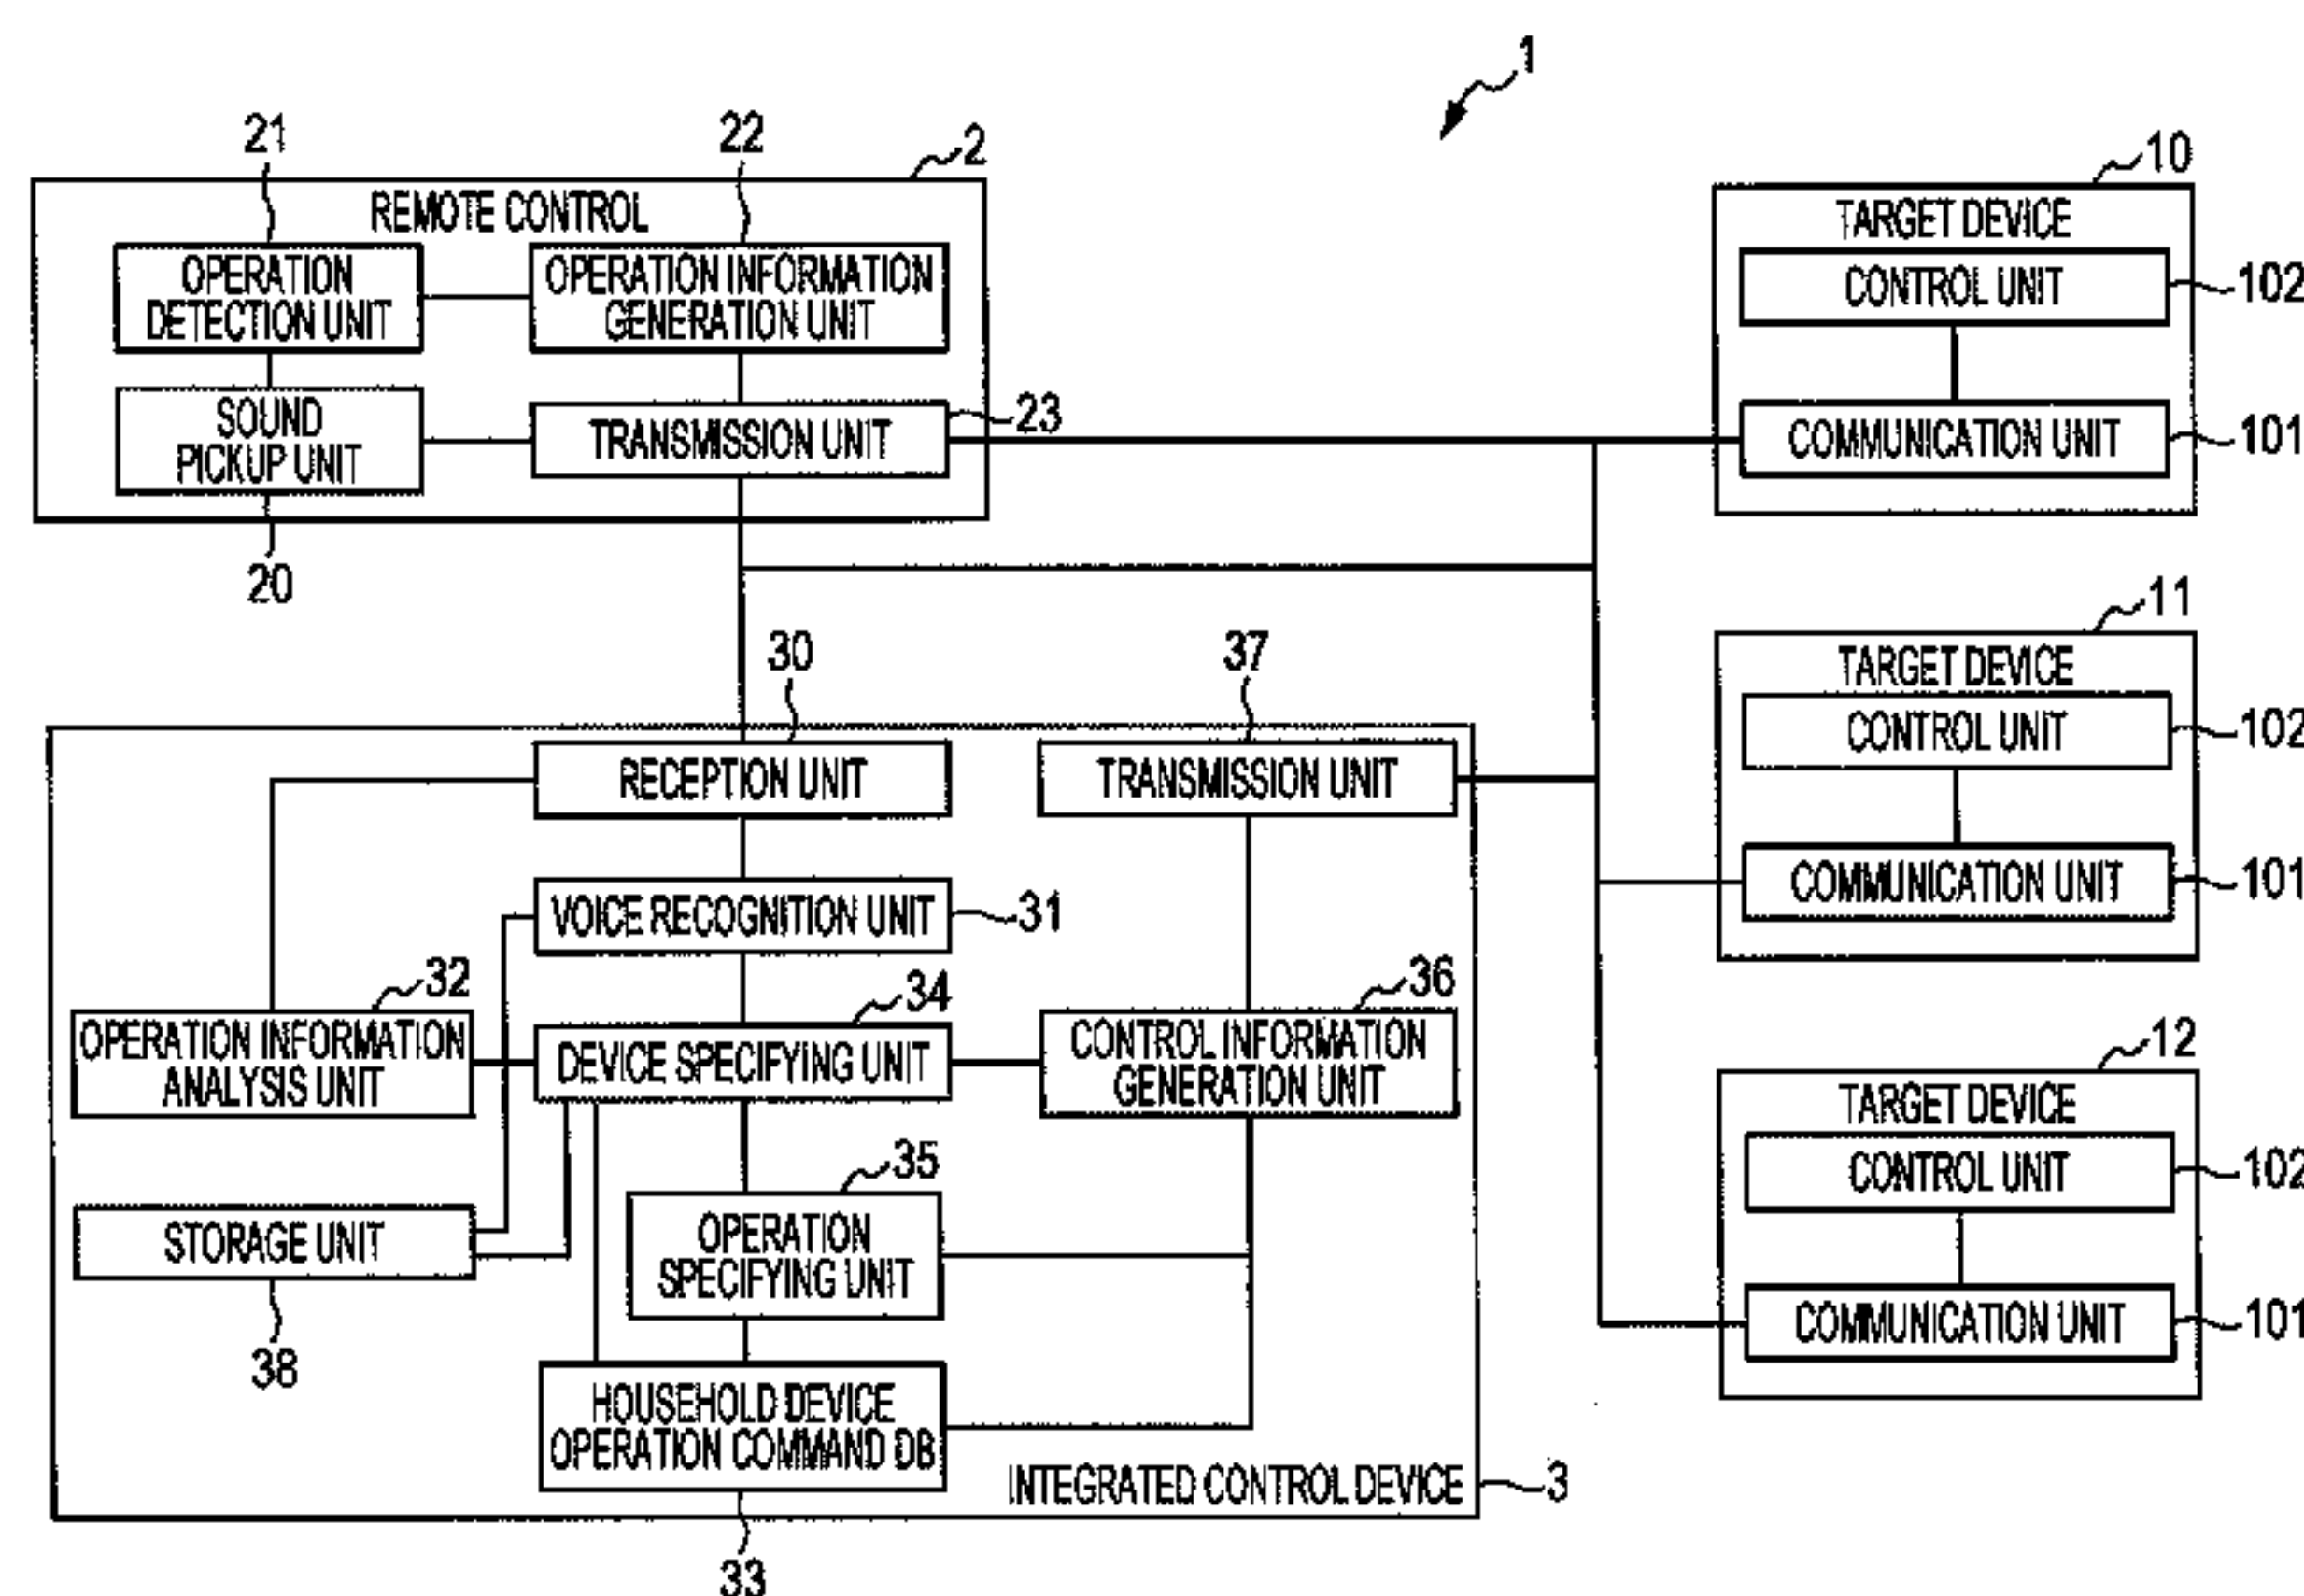 1
21
22
2
REMOTE CONTROL
OPERATION
DETECTION UNIT
OPERATION INFORMATION
GENERATION UNIT
SOUND
PICKUP UNIT
TRANSMISSION UNIT
23
20
10
TARGET DEVICE
CONTROL UNIT
102
COMMUNICATION UNIT
101
11
TARGET DEVICE
CONTROL UNIT
102
COMMUNICATION UNIT
101
12
TARGET DEVICE
CONTROL UNIT
102
COMMUNICATION UNIT
101
30
37
RECEPTION UNIT
TRANSMISSION UNIT
VOICE RECOGNITION UNIT
31
32
34
36
OPERATION INFORMATION
ANALYSIS UNIT
DEVICE SPECIFYING UNIT
CONTROL INFORMATION
GENERATION UNIT
35
STORAGE UNIT
OPERATION
SPECIFYING UNIT
38
HOUSEHOLD DEVICE
OPERATION COMMAND DB
INTEGRATED CONTROL DEVICE
3
33